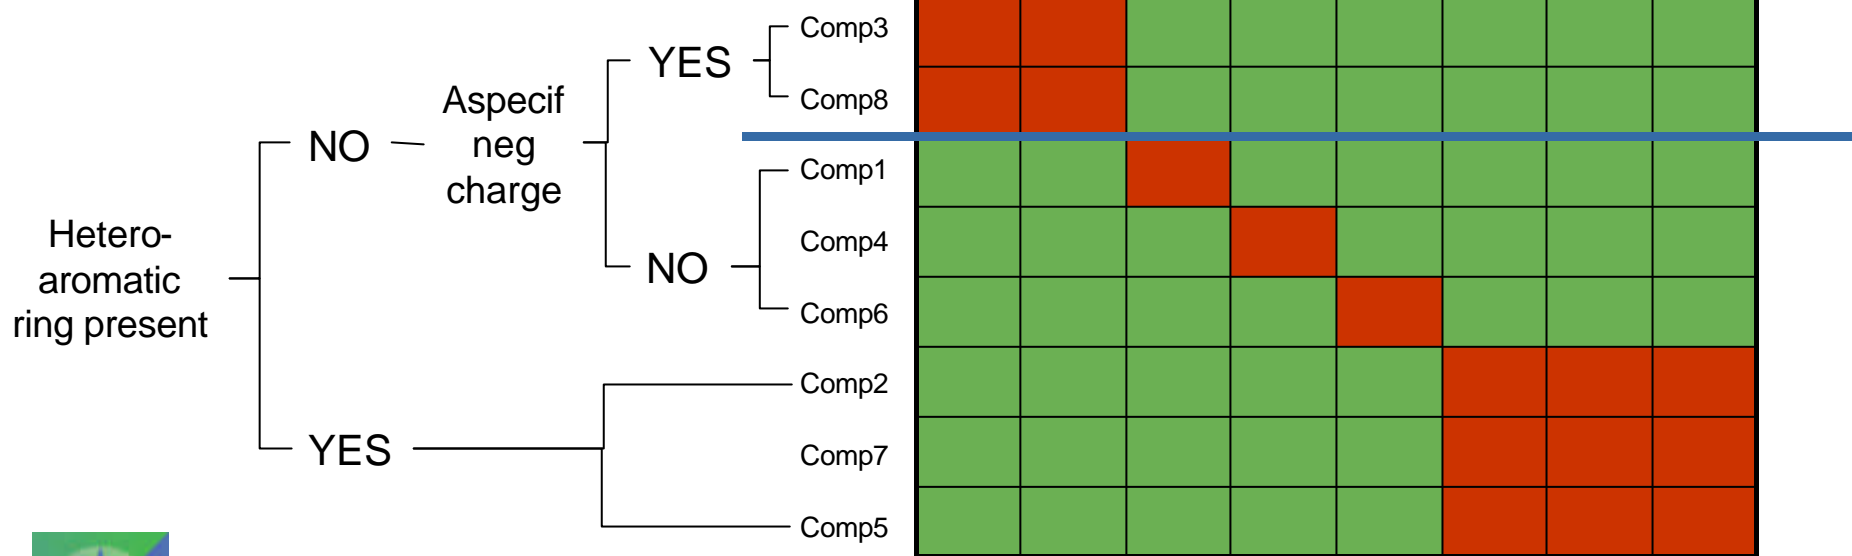 Hetero-
aromatic
ring present
NO
Aspecif
neg
charge
YES
NO
YES
Comp3
Comp8
Comp1
Comp4
Comp6
Comp2
Comp7
Comp5